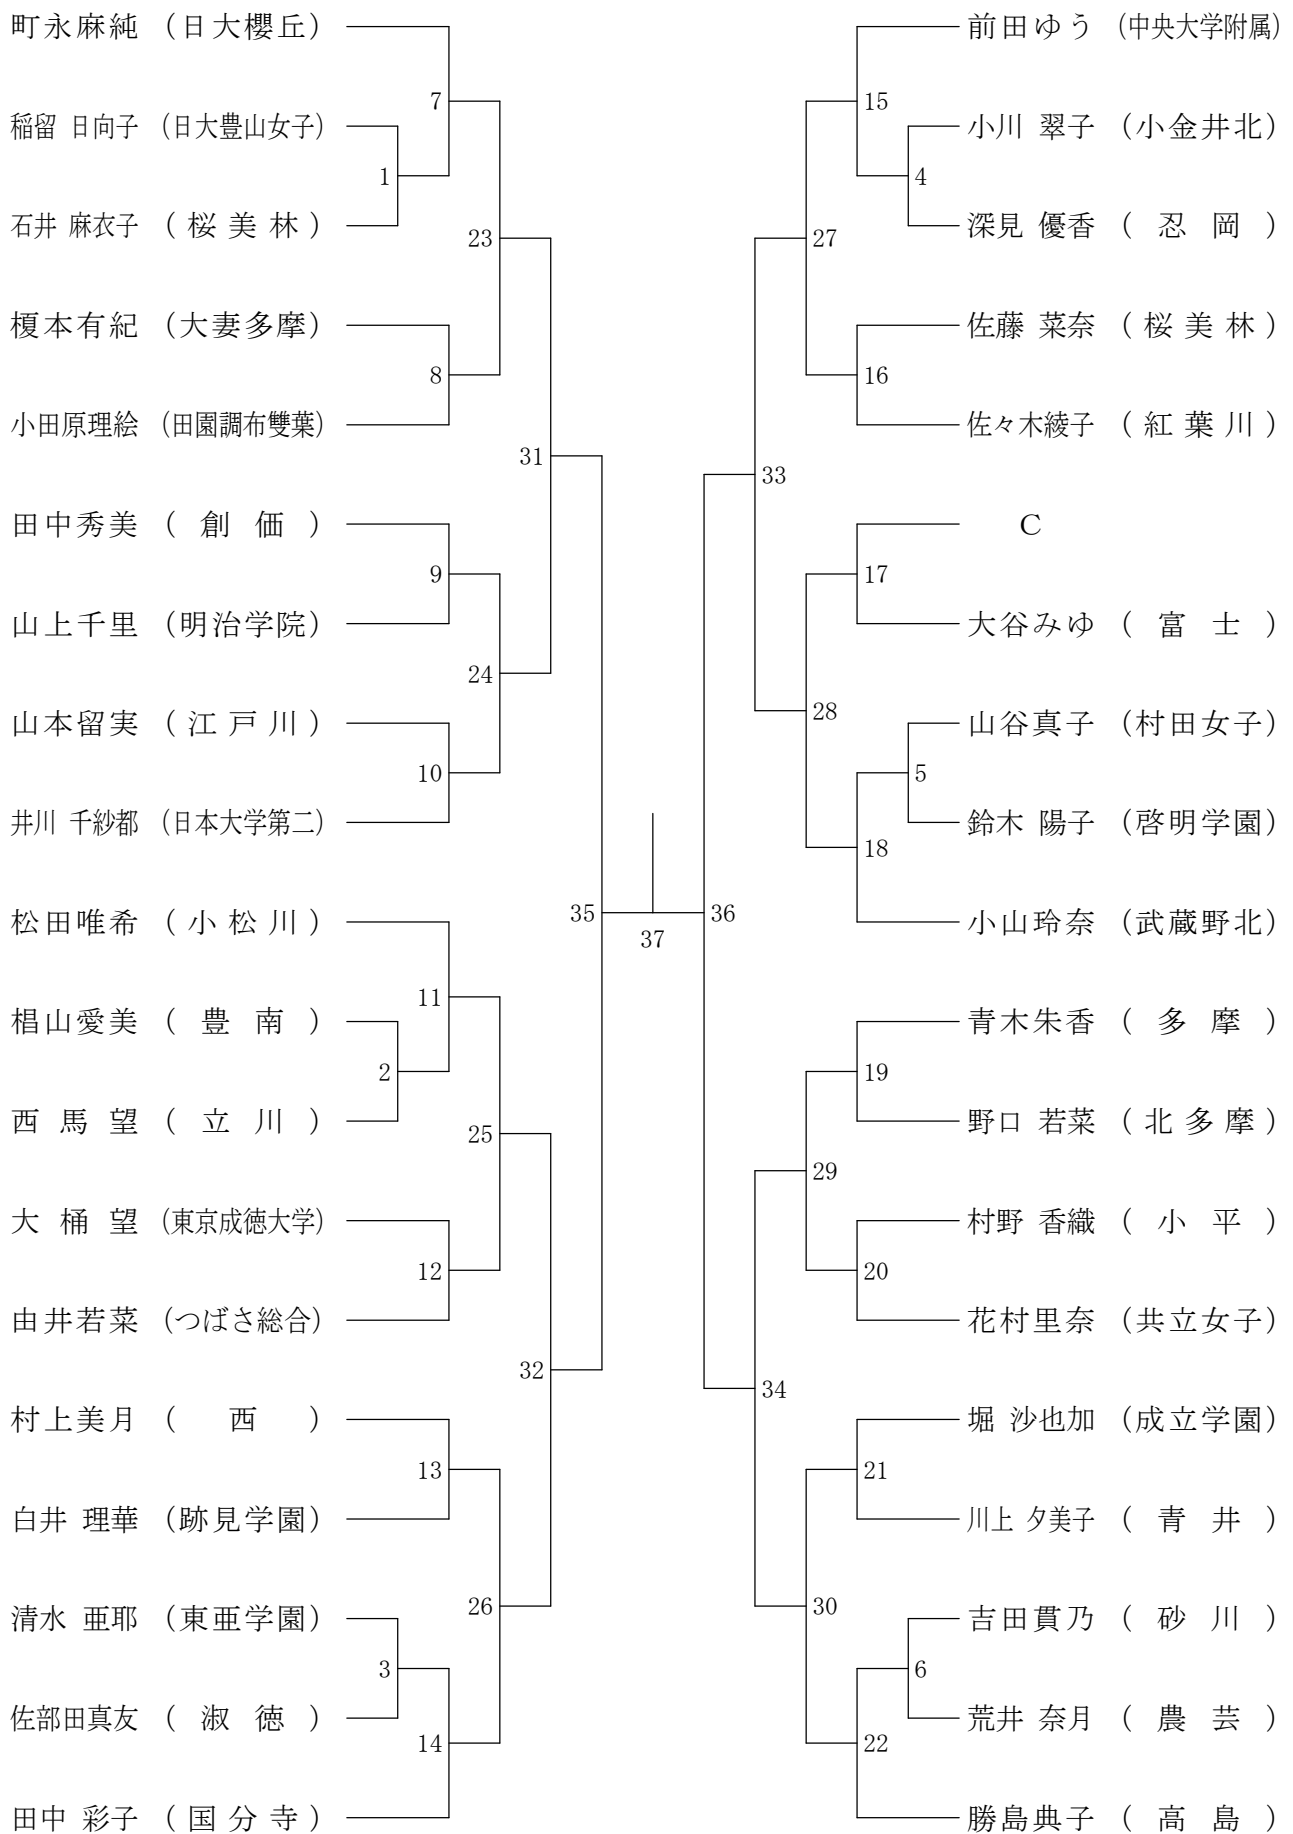 町永麻純 (日大櫻丘)
稲留 日向子 (日大豊山女子)
石井 麻衣子 (桜美林)
榎本有紀 (大妻多摩)
小田原理絵 (田園調布雙葉)
田中秀美 (創価)
山上千里 (明治学院)
山本留実 (江戸川)
井川 千紗都 (日本大学第二)
松田唯希 (小松川)
椙山愛美 (豊南)
西馬望 (立川)
大桶望 (東京成徳大学)
由井若菜 (つばさ総合)
村上美月 (西)
白井 理華 (跡見学園)
清水 亜耶 (東亜学園)
佐部田真友 (淑徳)
田中 彩子 (国分寺)
1
2
3
7
8
9
10
11
12
13
14
23
24
25
26
31
32
35
37
36
33
34
27
28
29
30
15
16
17
18
19
20
21
22
4
5
6
前田ゆう (中央大学附属)
小川 翠子 (小金井北)
深見 優香 (忍岡)
佐藤 菜奈 (桜美林)
佐々木綾子 (紅葉川)
C
大谷みゆ (富士)
山谷真子 (村田女子)
鈴木 陽子 (啓明学園)
小山玲奈 (武蔵野北)
青木朱香 (多摩)
野口 若菜 (北多摩)
村野 香織 (小平)
花村里奈 (共立女子)
堀 沙也加 (成立学園)
川上 夕美子 (青井)
吉田貫乃 (砂川)
荒井 奈月 (農芸)
勝島典子 (高島)